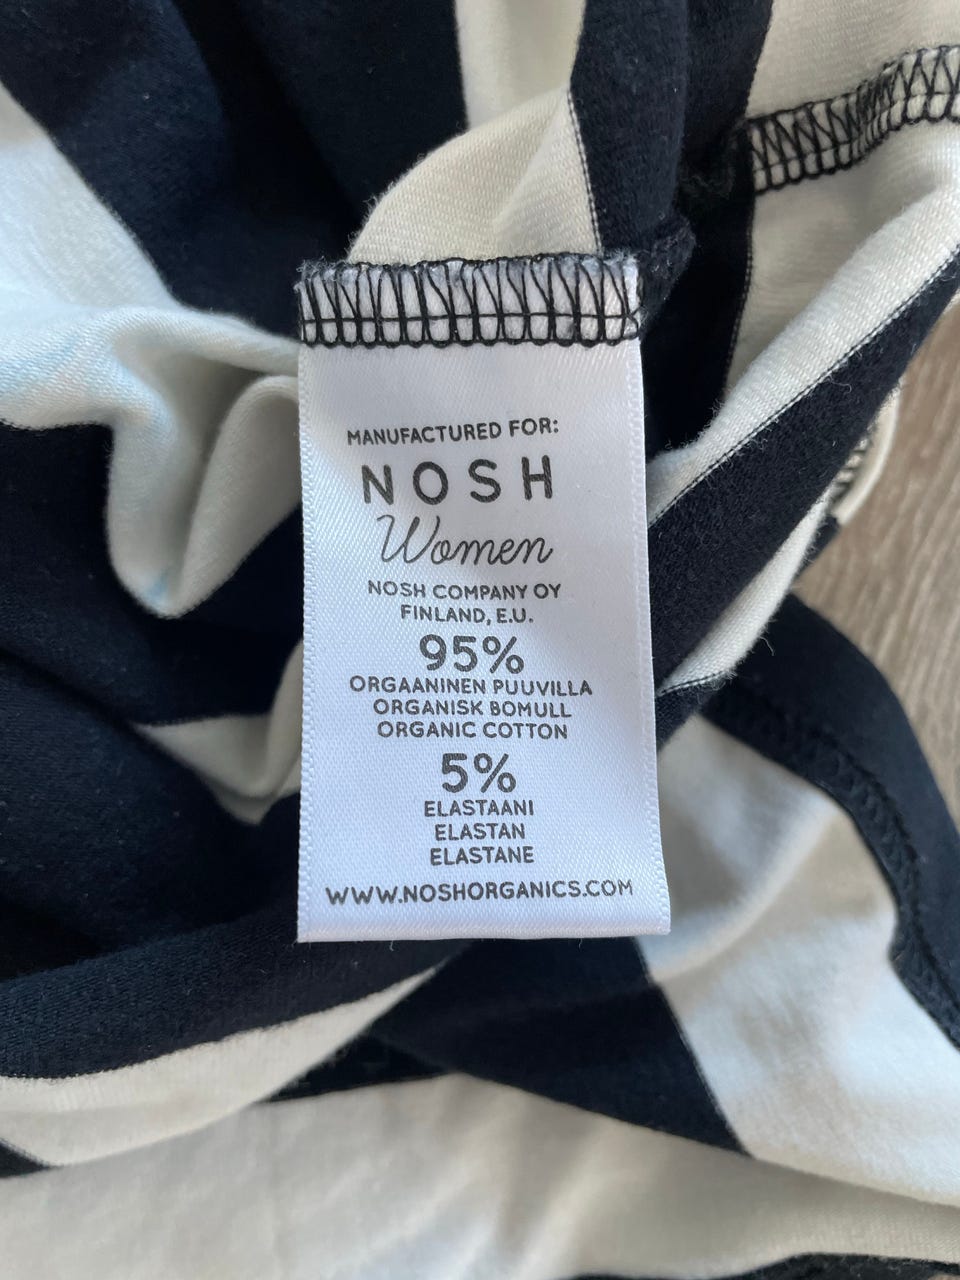 MANUFACTURED FOR:
NOSH
Women
NOSH COMPANY OY
FINLAND, E.U.
95%
ORGAANINEN PUUVILLA
ORGANISK BOMULL
ORGANIC COTTON
5%
ELASTAANI
ELASTAN
ELASTANE
WWW.NOSHORGANICS.COM